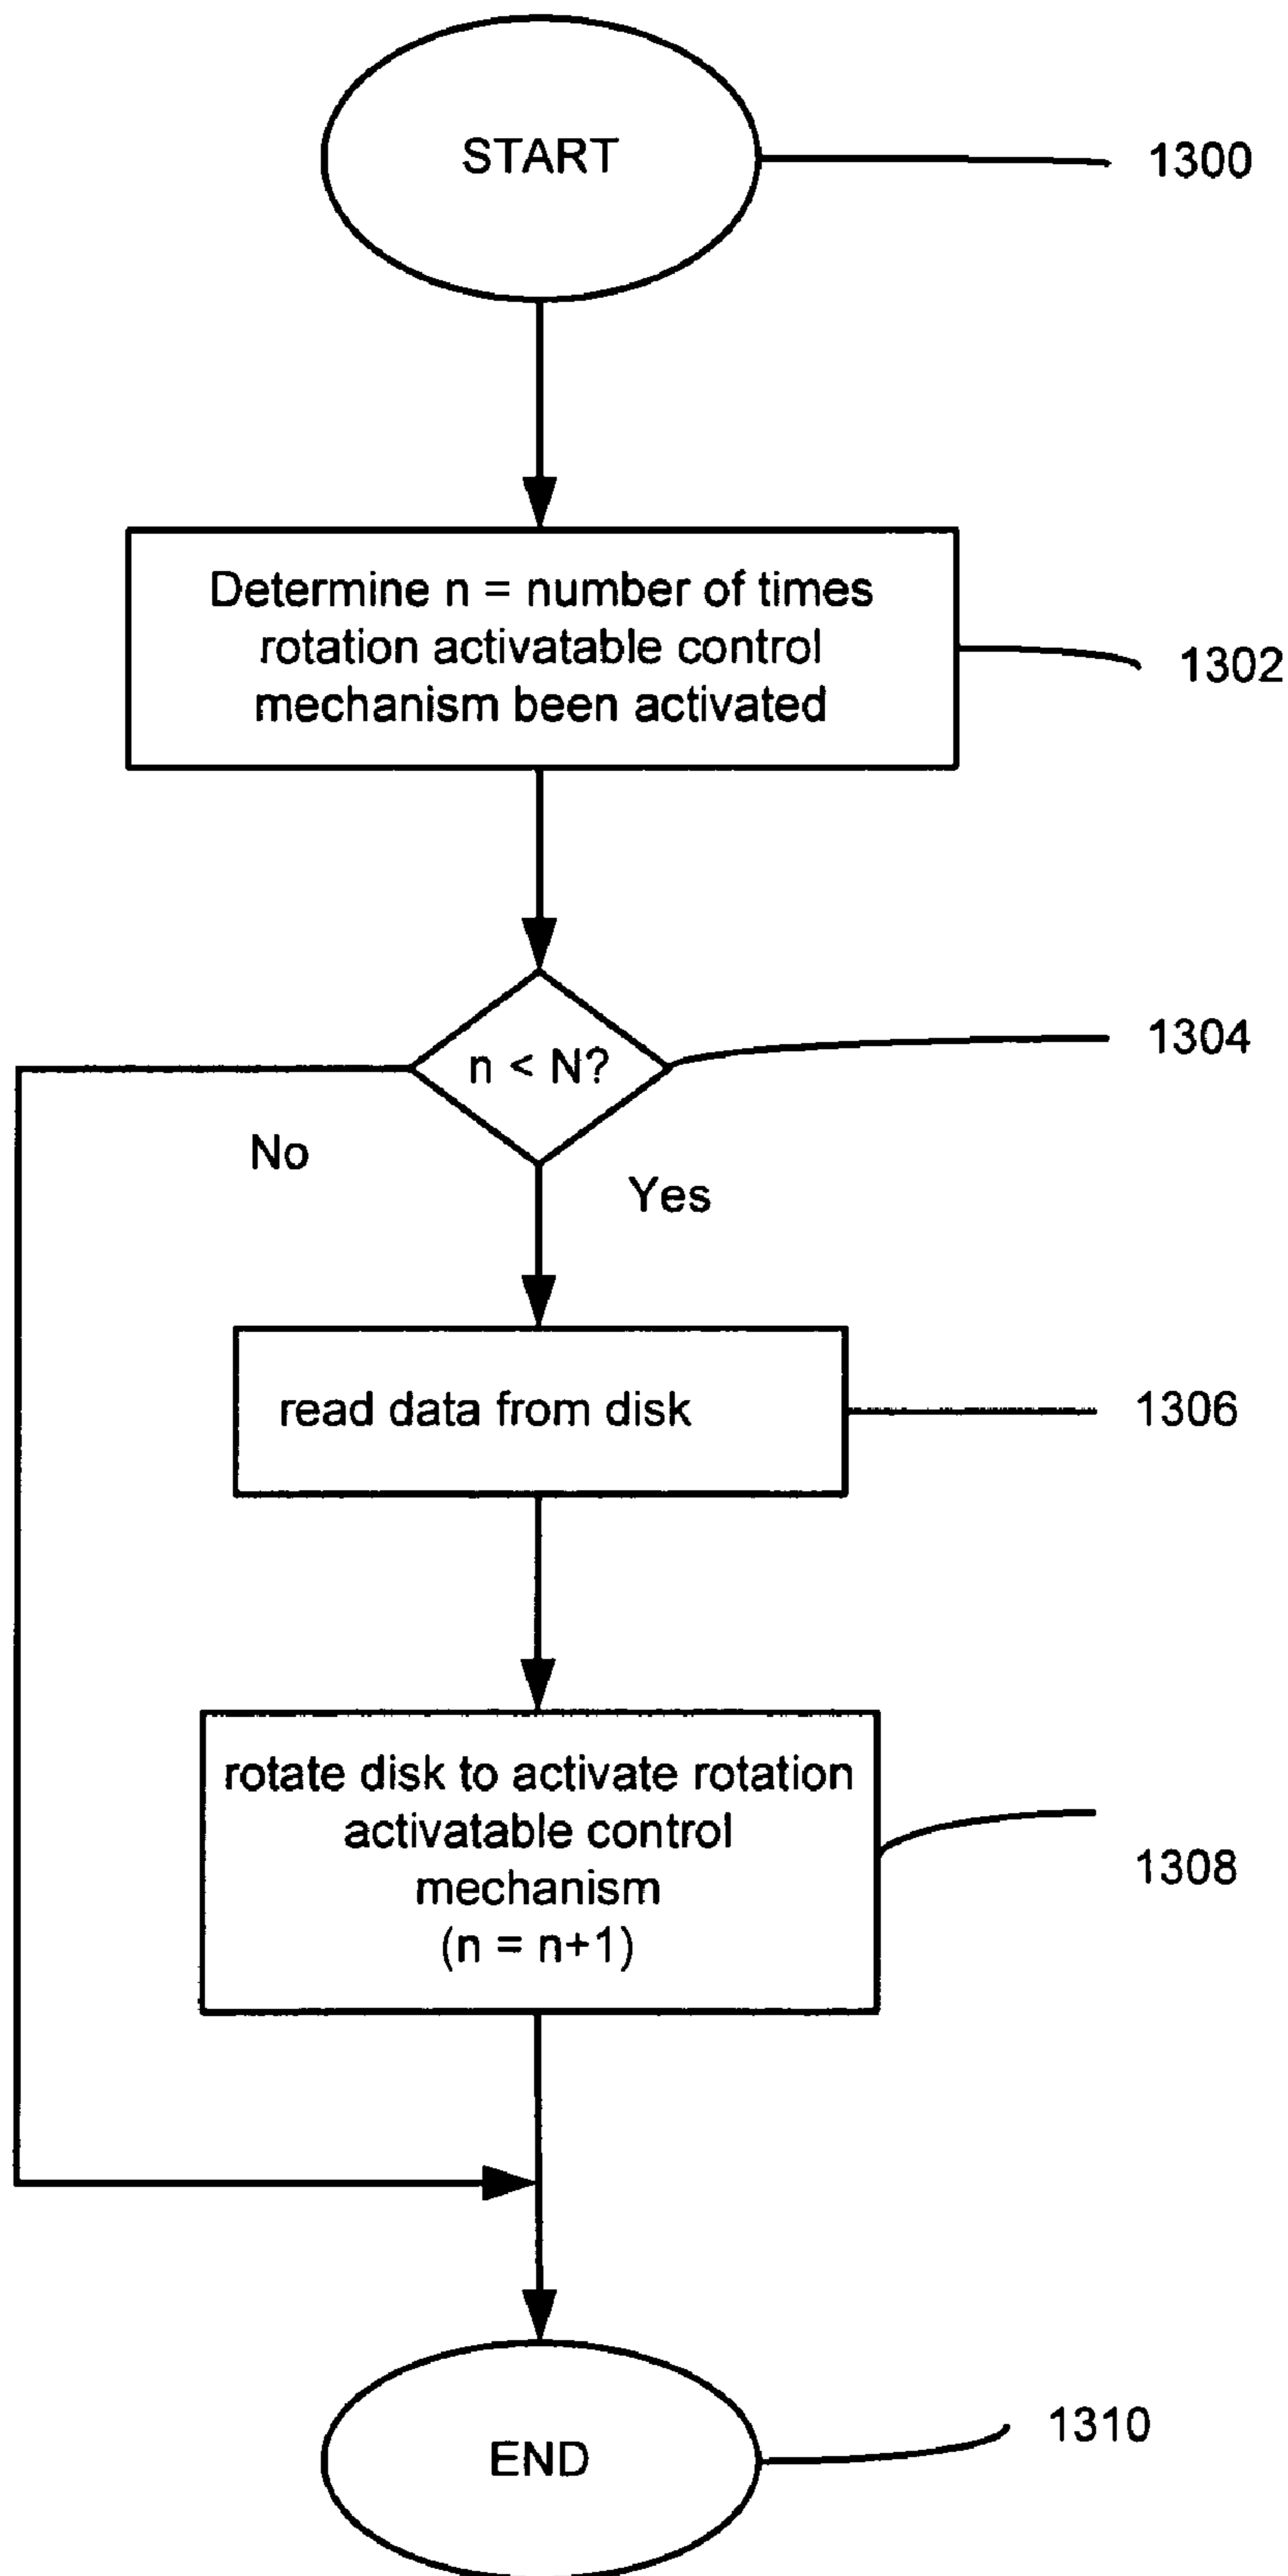 START
1300
Determine n = number of times
rotation activatable control
mechanism been activated
1302
n < N?
1304
No
Yes
read data from disk
1306
rotate disk to activate rotation
activatable control
mechanism
(n = n+1)
1308
END
1310